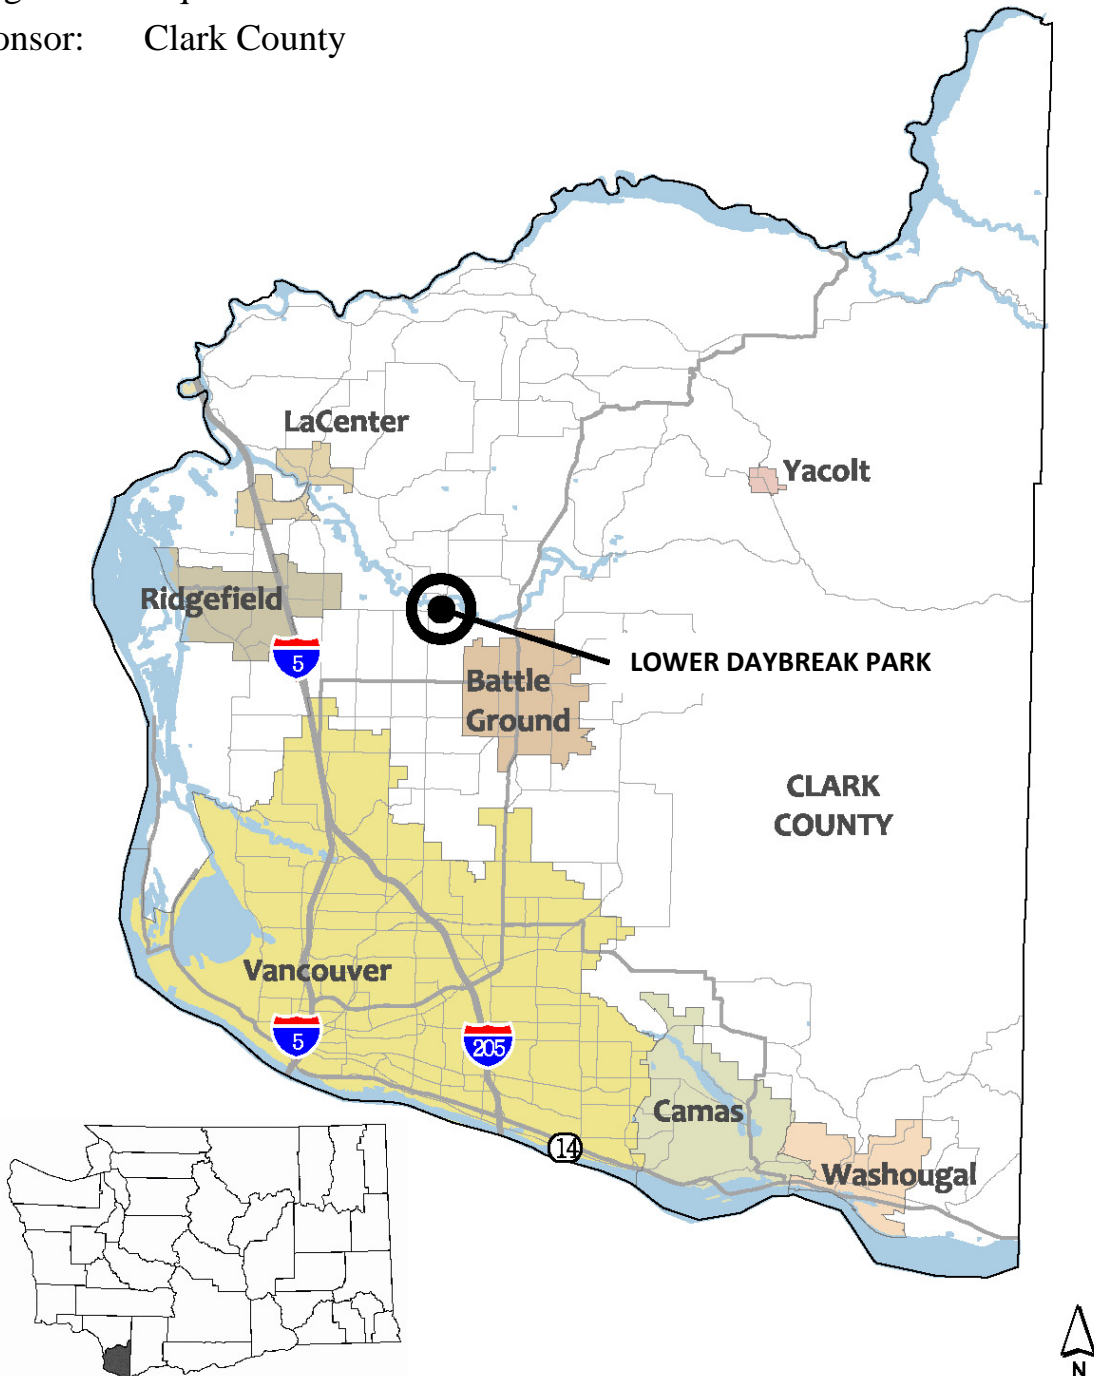 Clark County
LaCenter
Yacolt
Ridgefield
5
LOWER DAYBREAK PARK
Battle
Ground
CLARK
COUNTY
Vancouver
5
205
Camas
14
Washougal
N